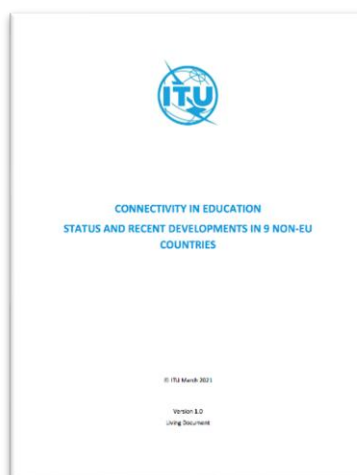 ITU
CONNECTIVITY IN EDUCATION
STATUS AND RECENT DEVELOPMENTS IN 9 NON-EU
COUNTRIES
© ITU March 2021
Version 1.0
Living Document